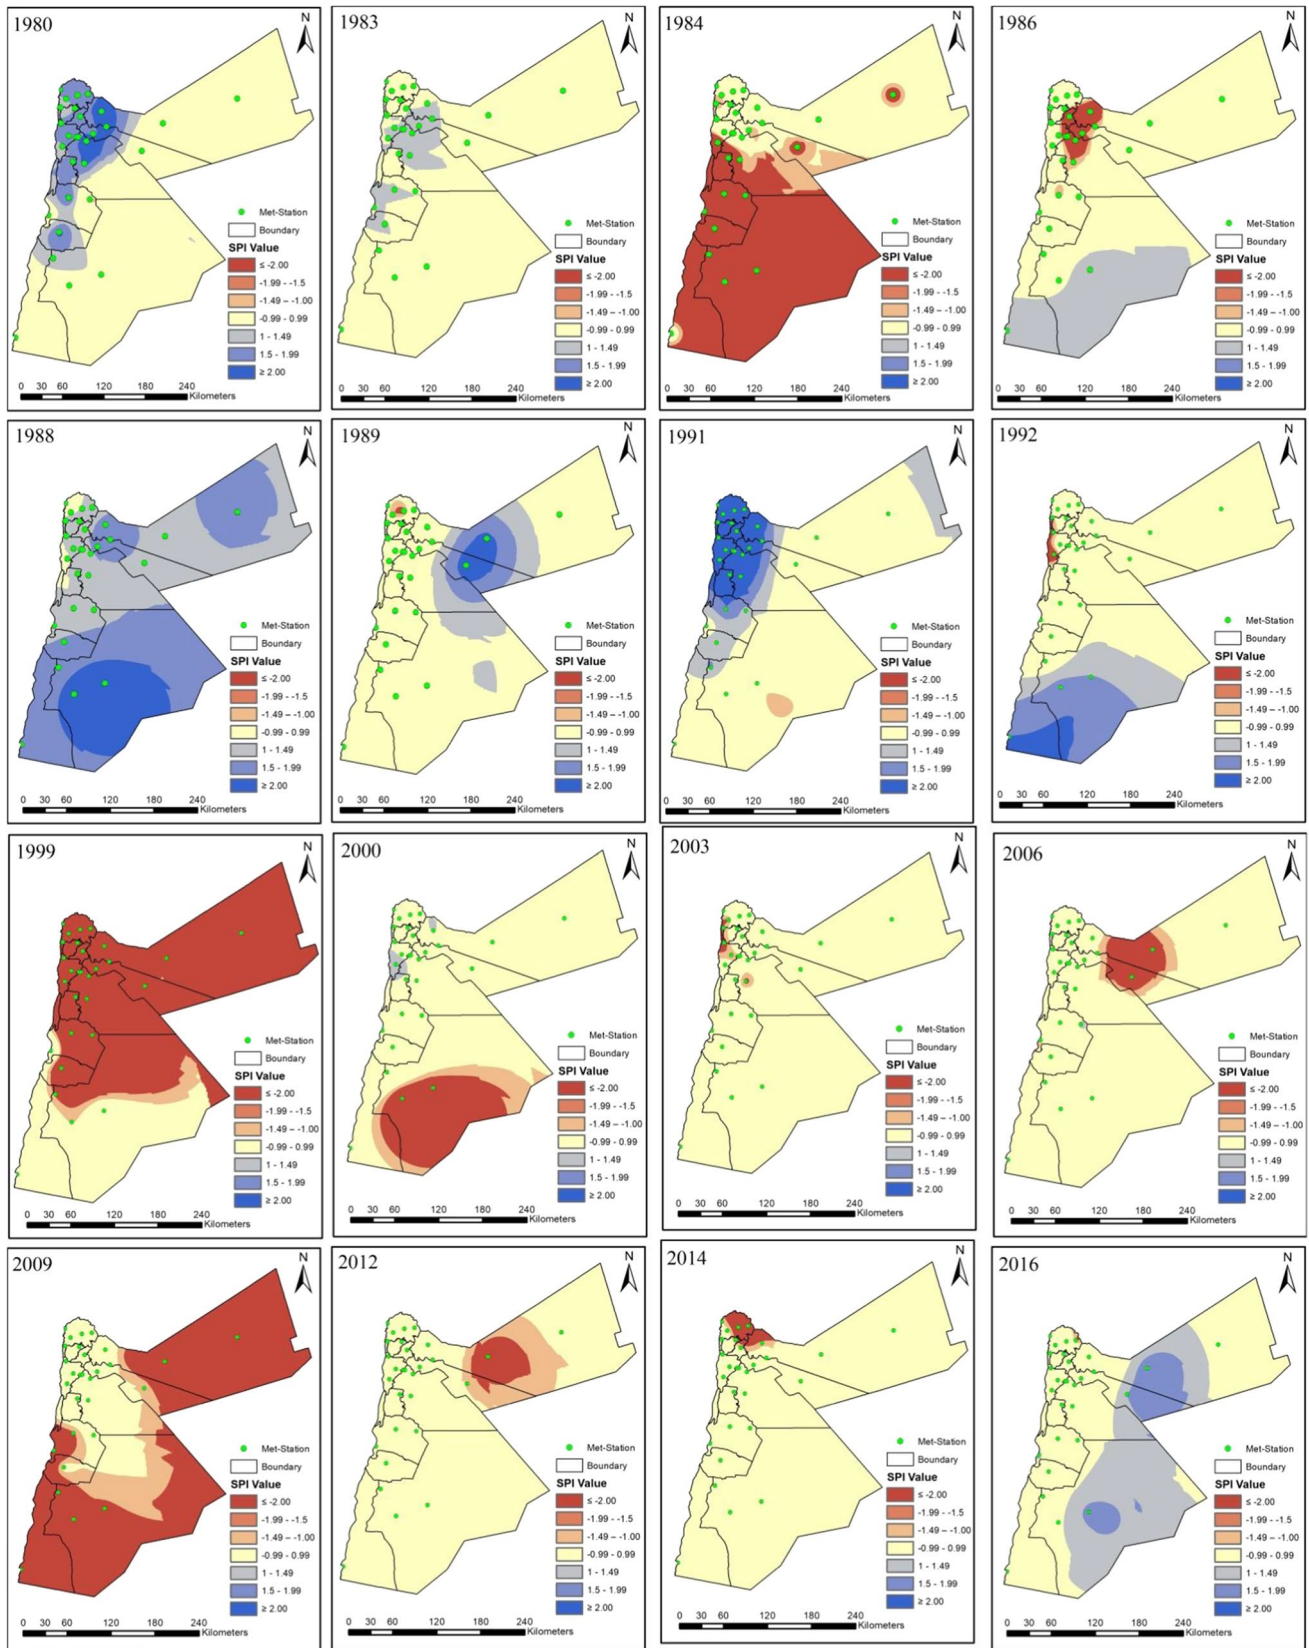 1980
N
Met-Station
Boundary
SPI Value
≤ -2.00
-1.99 - -1.5
-1.49 – -1.00
-0.99 - 0.99
1 - 1.49
1.5 - 1.99
≥ 2.00
0 30 60 120 180 240
Kilometers
1983
N
Met-Station
Boundary
SPI Value
≤ -2.00
-1.99 - -1.5
-1.49 – -1.00
-0.99 - 0.99
1 - 1.49
1.5 - 1.99
≥ 2.00
0 30 60 120 180 240
Kilometers
1984
N
Met-Station
Boundary
SPI Value
≤ -2.00
-1.99 - -1.5
-1.49 – -1.00
-0.99 - 0.99
1 - 1.49
1.5 - 1.99
≥ 2.00
0 30 60 120 180 240
Kilometers
1986
N
Met-Station
Boundary
SPI Value
≤ -2.00
-1.99 - -1.5
-1.49 – -1.00
-0.99 - 0.99
1 - 1.49
1.5 - 1.99
≥ 2.00
0 30 60 120 180 240
Kilometers
1988
N
Met-Station
Boundary
SPI Value
≤ -2.00
-1.99 - -1.5
-1.49 – -1.00
-0.99 - 0.99
1 - 1.49
1.5 - 1.99
≥ 2.00
0 30 60 120 180 240
Kilometers
1989
N
Met-Station
Boundary
SPI Value
≤ -2.00
-1.99 - -1.5
-1.49 – -1.00
-0.99 - 0.99
1 - 1.49
1.5 - 1.99
≥ 2.00
0 30 60 120 180 240
Kilometers
1991
N
Met-Station
Boundary
SPI Value
≤ -2.00
-1.99 - -1.5
-1.49 – -1.00
-0.99 - 0.99
1 - 1.49
1.5 - 1.99
≥ 2.00
0 30 60 120 180 240
Kilometers
1992
N
Met-Station
Boundary
SPI Value
≤ -2.00
-1.99 - -1.5
-1.49 – -1.00
-0.99 - 0.99
1 - 1.49
1.5 - 1.99
≥ 2.00
0 30 60 120 180 240
Kilometers
1999
N
Met-Station
Boundary
SPI Value
≤ -2.00
-1.99 - -1.5
-1.49 – -1.00
-0.99 - 0.99
1 - 1.49
1.5 - 1.99
≥ 2.00
0 30 60 120 180 240
Kilometers
2000
N
Met-Station
Boundary
SPI Value
≤ -2.00
-1.99 - -1.5
-1.49 – -1.00
-0.99 - 0.99
1 - 1.49
1.5 - 1.99
≥ 2.00
0 30 60 120 180 240
Kilometers
2003
N
Met-Station
Boundary
SPI Value
≤ -2.00
-1.99 - -1.5
-1.49 – -1.00
-0.99 - 0.99
1 - 1.49
1.5 - 1.99
≥ 2.00
0 30 60 120 180 240
Kilometers
2006
N
Met-Station
Boundary
SPI Value
≤ -2.00
-1.99 - -1.5
-1.49 – -1.00
-0.99 - 0.99
1 - 1.49
1.5 - 1.99
≥ 2.00
0 30 60 120 180 240
Kilometers
2009
N
Met-Station
Boundary
SPI Value
≤ -2.00
-1.99 - -1.5
-1.49 – -1.00
-0.99 - 0.99
1 - 1.49
1.5 - 1.99
≥ 2.00
0 30 60 120 180 240
Kilometers
2012
N
Met-Station
Boundary
SPI Value
≤ -2.00
-1.99 - -1.5
-1.49 – -1.00
-0.99 - 0.99
1 - 1.49
1.5 - 1.99
≥ 2.00
0 30 60 120 180 240
Kilometers
2014
N
Met-Station
Boundary
SPI Value
≤ -2.00
-1.99 - -1.5
-1.49 – -1.00
-0.99 - 0.99
1 - 1.49
1.5 - 1.99
≥ 2.00
0 30 60 120 180 240
Kilometers
2016
N
Met-Station
Boundary
SPI Value
≤ -2.00
-1.99 - -1.5
-1.49 – -1.00
-0.99 - 0.99
1 - 1.49
1.5 - 1.99
≥ 2.00
0 30 60 120 180 240
Kilometers